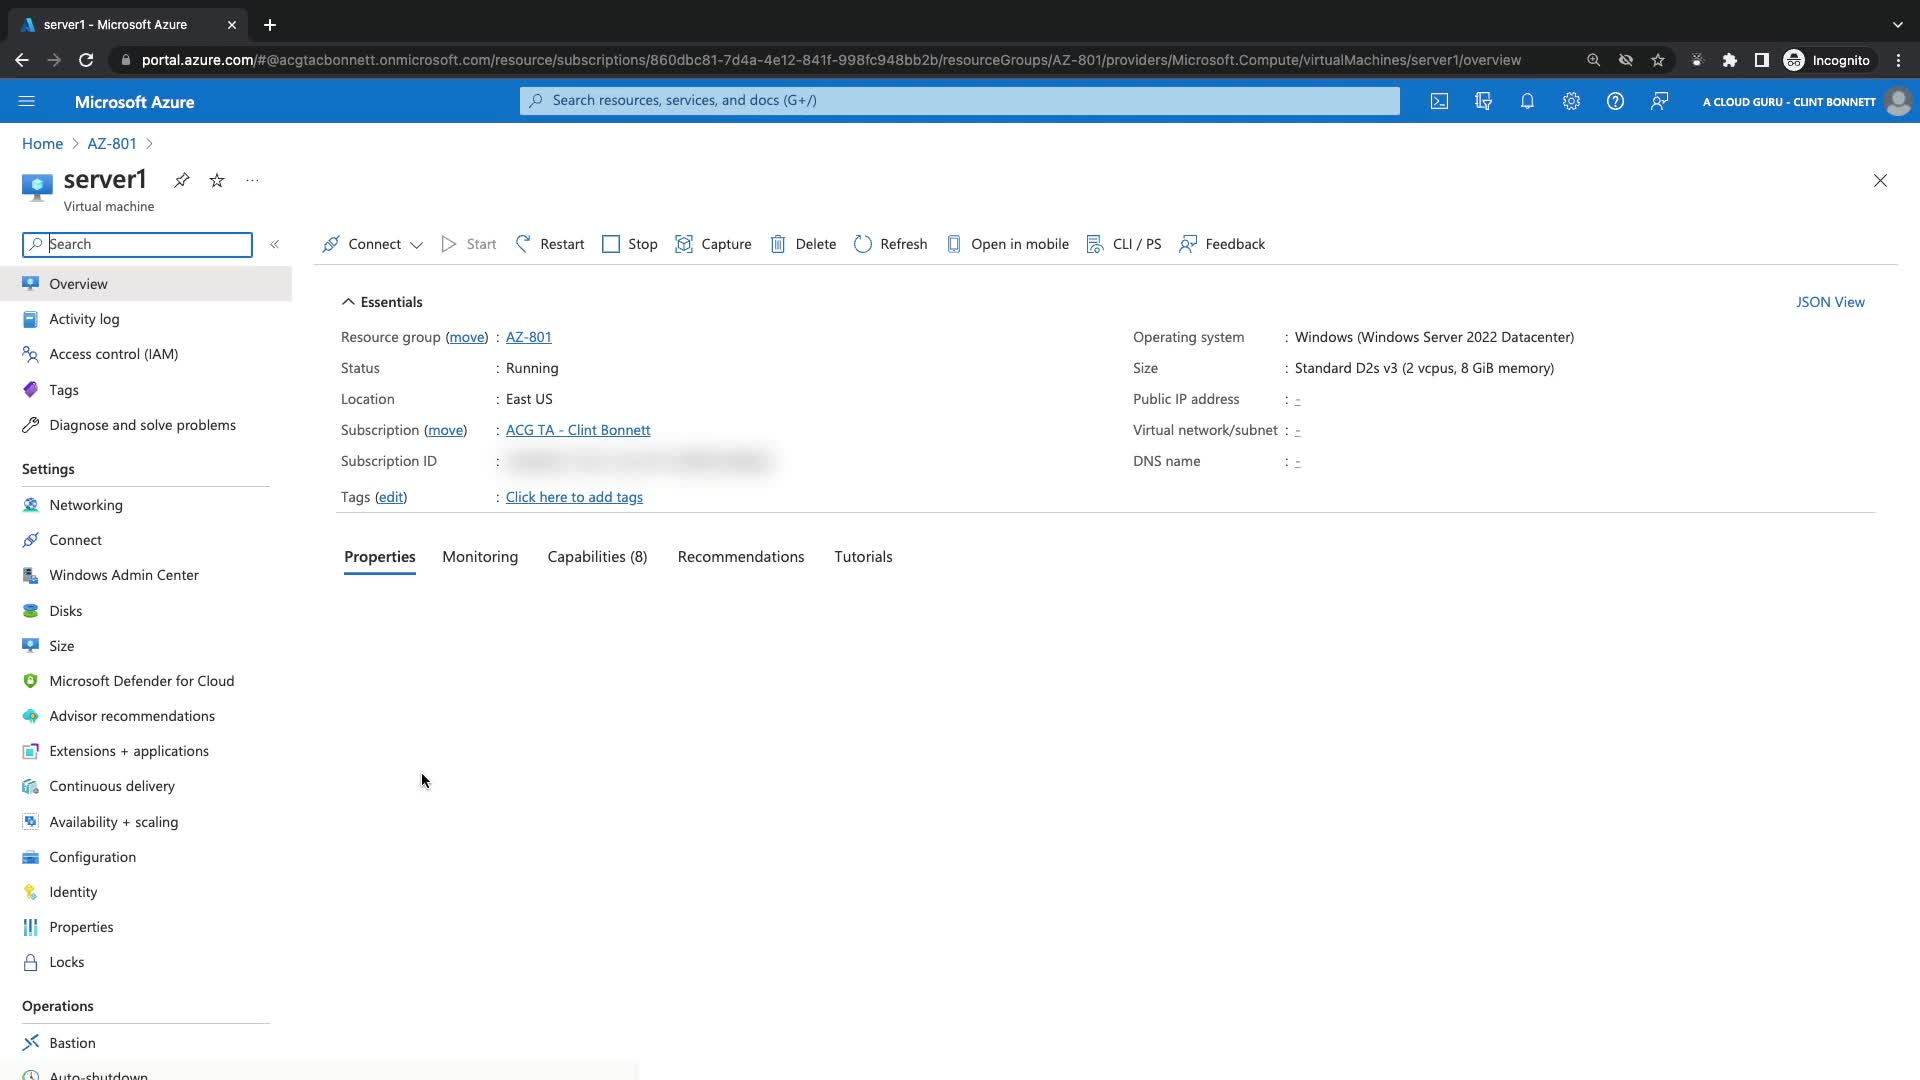 server1 - Microsoft Azure
portal.azure.com/#@acgtacbonnett.onmicrosoft.com/resource/subscriptions/860dbc81-7d4a-4e12-841f-998fc948bb2b/resourceGroups/AZ-801/providers/Microsoft.Compute/virtualMachines/server1/overview
Incognito
Microsoft Azure
Search resources, services, and docs (G+/)
A CLOUD GURU - CLINT BONNETT
Home > AZ-801 >
server1
Virtual machine
Search
Connect
Start
Restart
Stop
Capture
Delete
Refresh
Open in mobile
CLI / PS
Feedback
Overview
Activity log
Access control (IAM)
Tags
Diagnose and solve problems
Settings
Networking
Connect
Windows Admin Center
Disks
Size
Microsoft Defender for Cloud
Advisor recommendations
Extensions + applications
Continuous delivery
Availability + scaling
Configuration
Identity
Properties
Locks
Operations
Bastion
Auto-shutdown
Essentials
JSON View
Resource group (move) : AZ-801
Status : Running
Location : East US
Subscription (move) : ACG TA - Clint Bonnett
Subscription ID :
Tags (edit) : Click here to add tags
Operating system : Windows (Windows Server 2022 Datacenter)
Size : Standard D2s v3 (2 vcpus, 8 GiB memory)
Public IP address : -
Virtual network/subnet : -
DNS name : -
Properties
Monitoring
Capabilities (8)
Recommendations
Tutorials